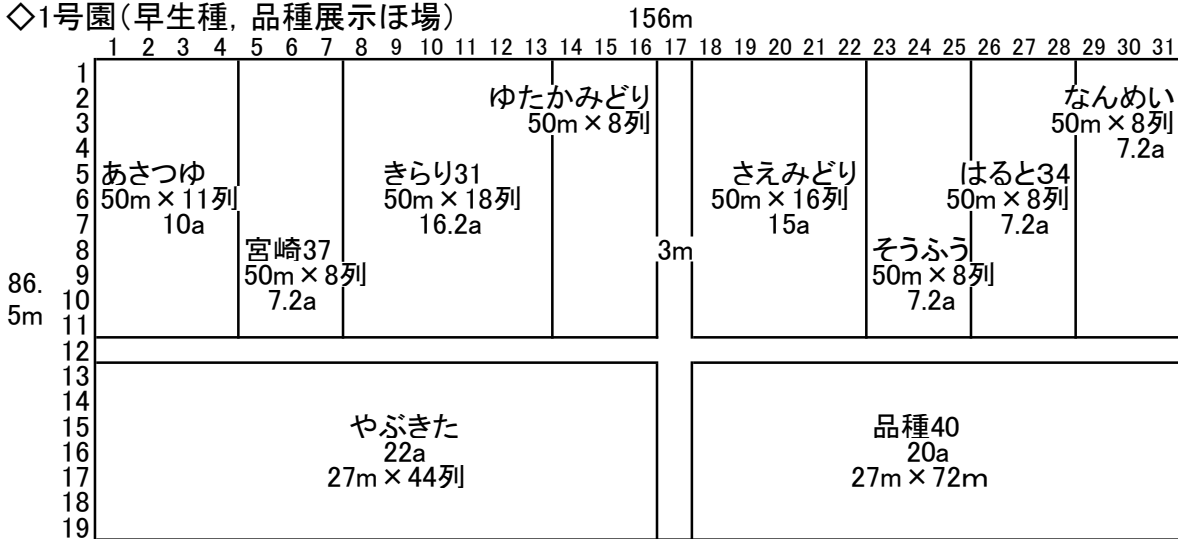 ◇1号園(早生種, 品種展示ほ場)
156m
1 2 3 4 5 6 7 8 9 10 11 12 13 14 15 16 17 18 19 20 21 22 23 24 25 26 27 28 29 30 31
1
2
3
4
5
6
7
8
9
10
11
12
13
14
15
16
17
18
19
86.
5m
あさつゆ
50m×11列
10a
宮崎37
50m×8列
7.2a
きらり31
50m×18列
16.2a
ゆたかみどり
50m×8列
3m
さえみどり
50m×16列
15a
そうふう
50m×8列
7.2a
はると34
50m×8列
7.2a
なんめい
50m×8列
7.2a
やぶきた
22a
27m×44列
品種40
20a
27m×72ｍ